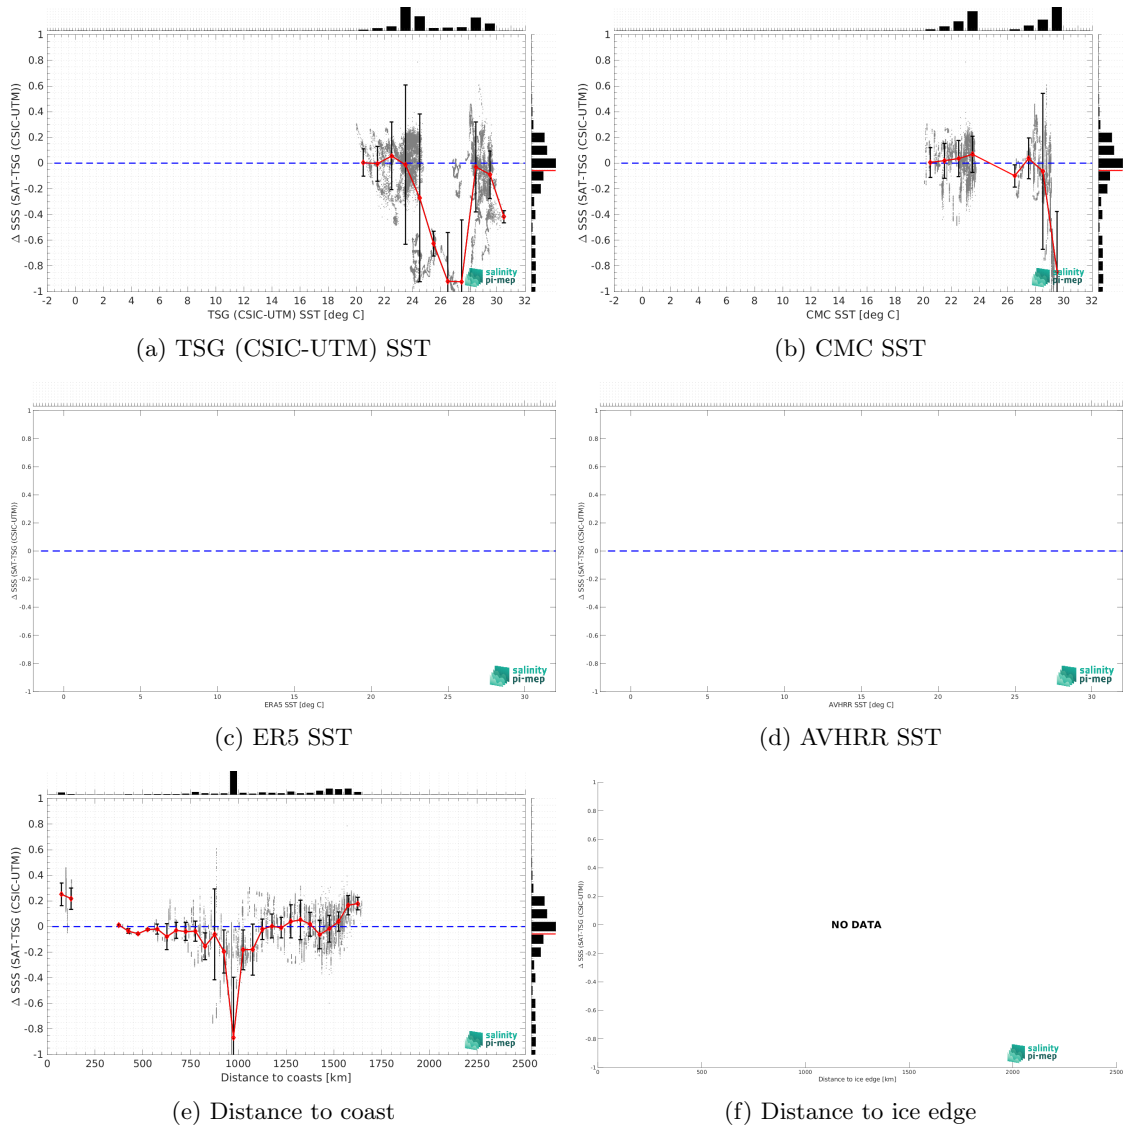 1
0.8
0.6
0.4
0.2
0
-0.2
-0.4
-0.6
-0.8
-1
-2 0 2 4 6 8 10 12 14 16 18 20 22 24 26 28 30 32
TSG (CSIC-UTM) SST [deg C]
Δ SSS (SAT-TSG (CSIC-UTM))
salinity
pi-mep
(a) TSG (CSIC-UTM) SST
1
0.8
0.6
0.4
0.2
0
-0.2
-0.4
-0.6
-0.8
-1
-2 0 2 4 6 8 10 12 14 16 18 20 22 24 26 28 30 32
CMC SST [deg C]
Δ SSS (SAT-TSG (CSIC-UTM))
salinity
pi-mep
(b) CMC SST
1
0.8
0.6
0.4
0.2
0
-0.2
-0.4
-0.6
-0.8
-1
0 5 10 15 20 25 30
ERA5 SST [deg C]
Δ SSS (SAT-TSG (CSIC-UTM))
salinity
pi-mep
(c) ER5 SST
1
0.8
0.6
0.4
0.2
0
-0.2
-0.4
-0.6
-0.8
-1
0 5 10 15 20 25 30
AVHRR SST [deg C]
Δ SSS (SAT-TSG (CSIC-UTM))
salinity
pi-mep
(d) AVHRR SST
1
0.8
0.6
0.4
0.2
0
-0.2
-0.4
-0.6
-0.8
-1
0 250 500 750 1000 1250 1500 1750 2000 2250 2500
Distance to coasts [km]
Δ SSS (SAT-TSG (CSIC-UTM))
salinity
pi-mep
(e) Distance to coast
1
0.8
0.6
0.4
0.2
0
-0.2
-0.4
-0.6
-0.8
-1
0 500 1000 1500 2000 2500
Distance to ice edge [km]
Δ SSS (SAT-TSG (CSIC-UTM))
NO DATA
salinity
pi-mep
(f) Distance to ice edge